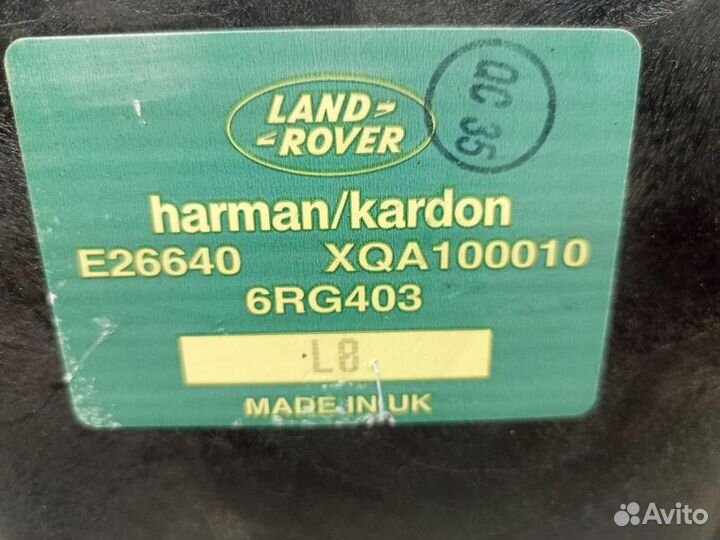 QC 35
LAND-
-ROVER
harman/kardon
E26640 XQA100010
6RG403
L8
MADE IN UK
Avito